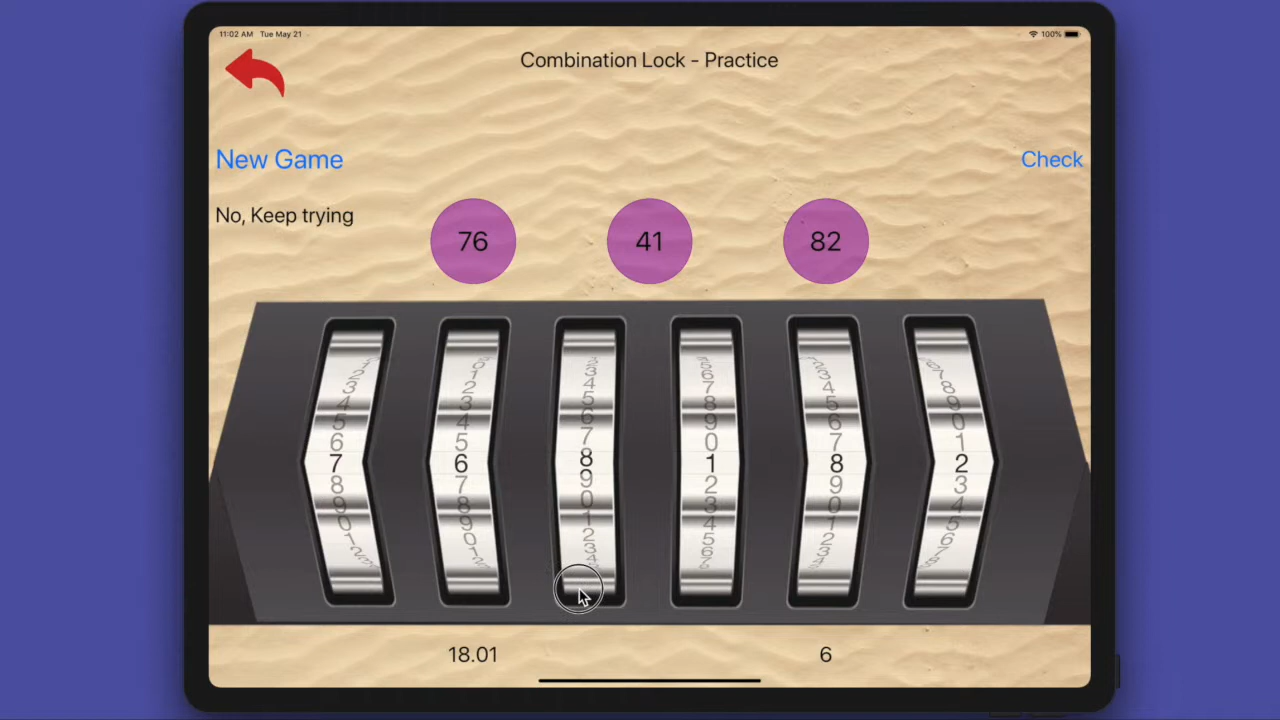 11:02 AM Tue May 21
100%
Combination Lock - Practice
New Game
Check
No, Keep trying
76 41 82
7 6 8 1 8 2
18.01 6